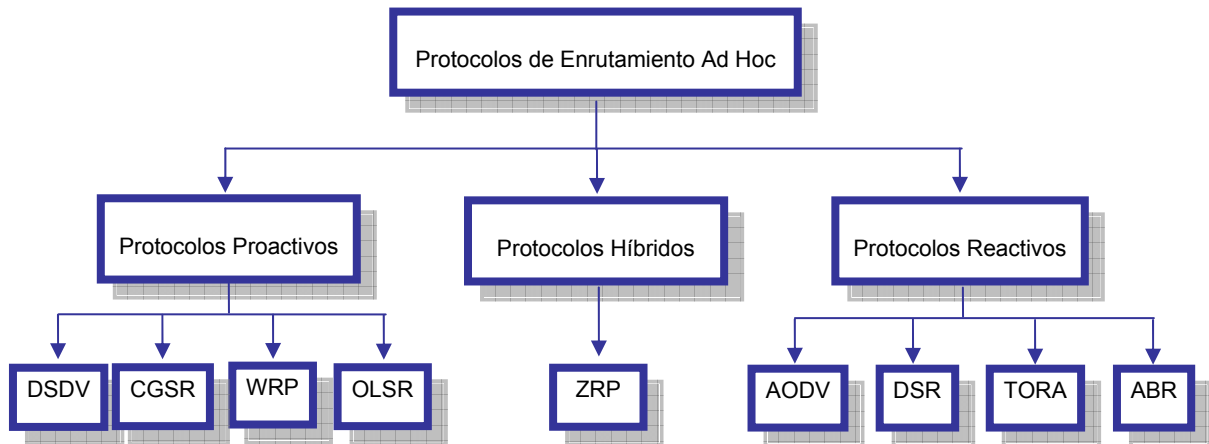 Protocolos de Enrutamiento Ad Hoc
Protocolos Proactivos
Protocolos Híbridos
Protocolos Reactivos
DSDV
CGSR
WRP
OLSR
ZRP
AODV
DSR
TORA
ABR